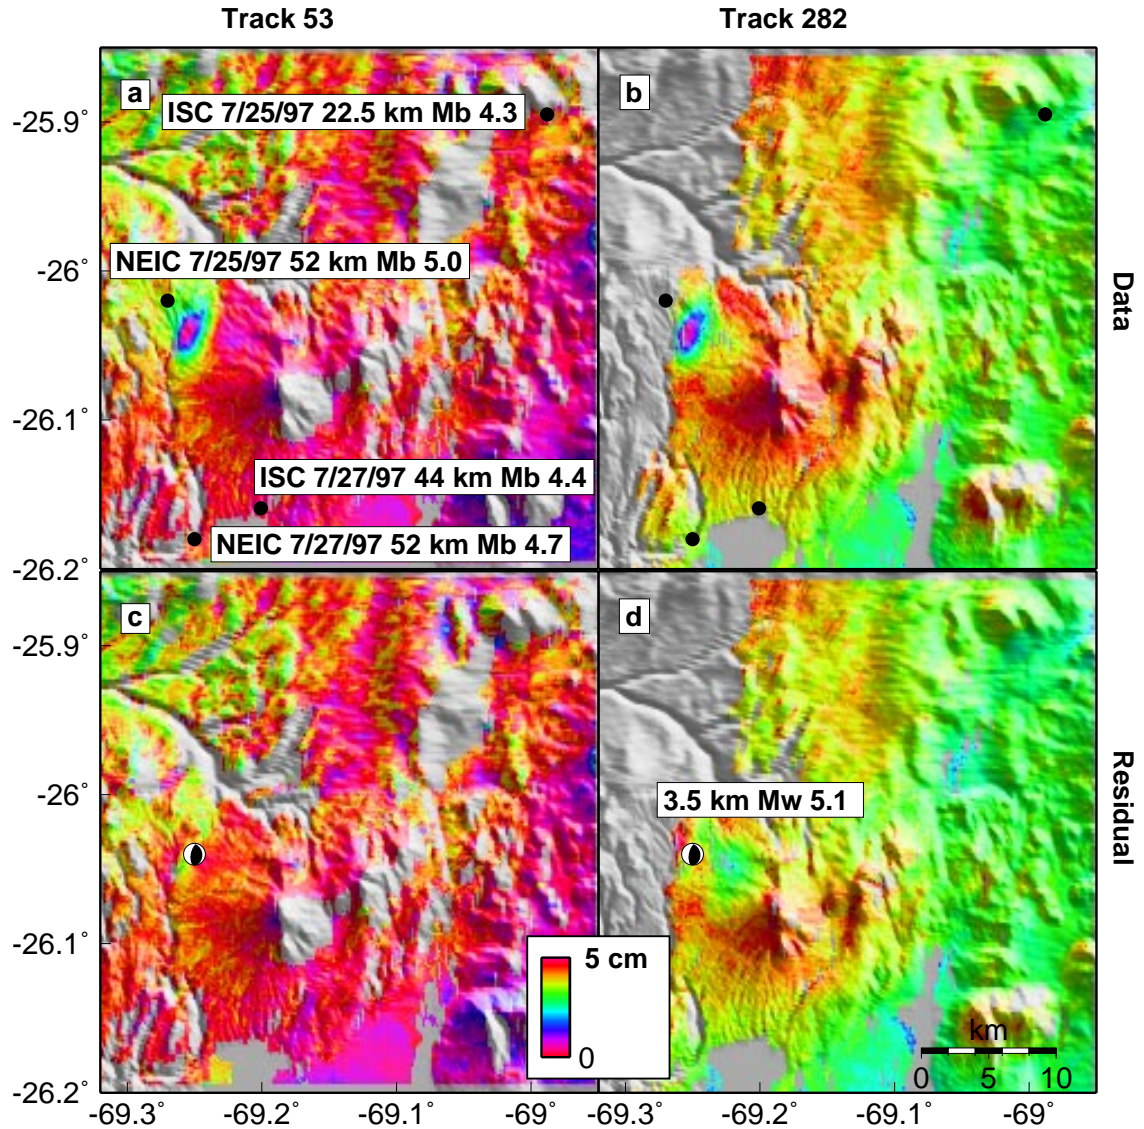 Track 53
Track 282
a
ISC 7/25/97 22.5 km Mb 4.3
b
-25.9˚
NEIC 7/25/97 52 km Mb 5.0
-26˚
Data
-26.1˚
ISC 7/27/97 44 km Mb 4.4
NEIC 7/27/97 52 km Mb 4.7
-26.2˚
c
d
-25.9˚
-26˚
3.5 km Mw 5.1
Residual
-26.1˚
5 cm
0
km
0 5 10
-26.2˚
-69.3˚ -69.2˚ -69.1˚ -69˚ -69.3˚ -69.2˚ -69.1˚ -69˚